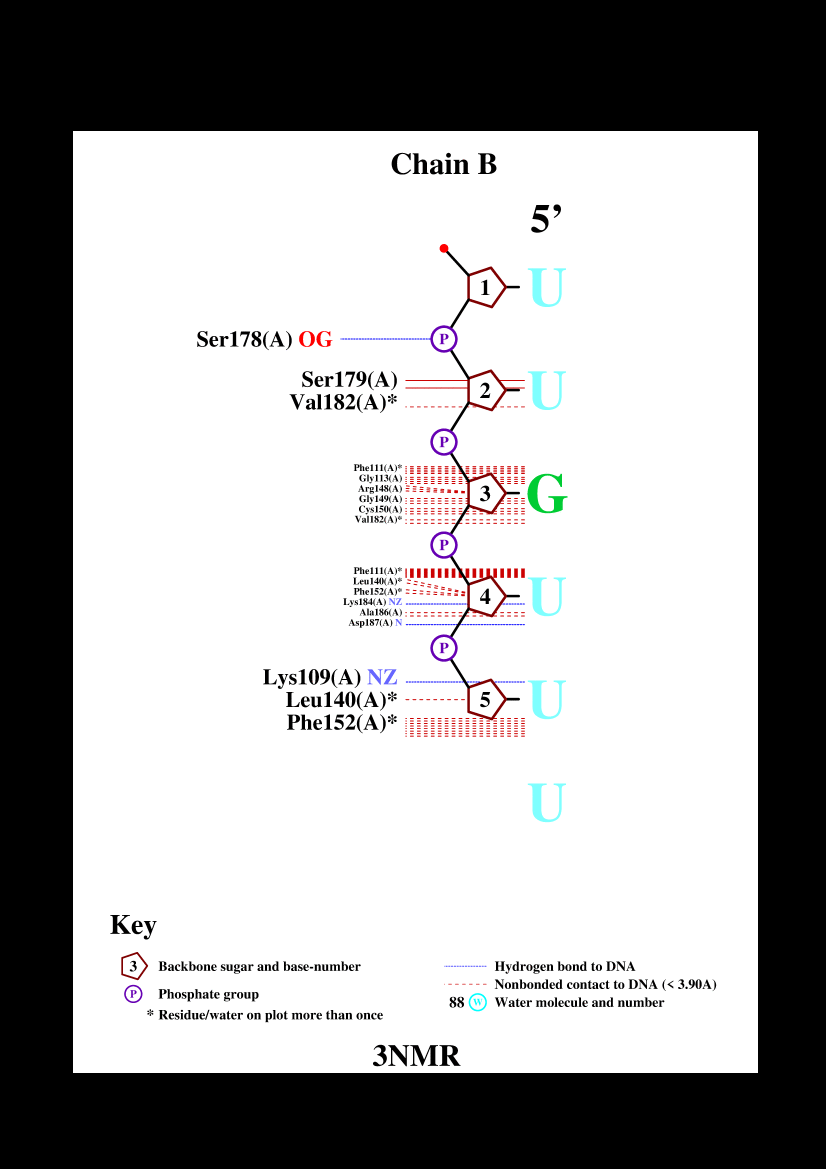 Chain B
5’
1 U
Ser178(A) OG P
Ser179(A)
2 U
Val182(A)*
P
Phe111(A)*
Gly113(A)
Arg148(A)
3 G
Gly149(A)
Cys150(A)
Val182(A)*
P
Phe111(A)*
Leu140(A)*
Phe152(A)*
4 U
Lys184(A) NZ
Ala186(A)
Asp187(A) N
P
Lys109(A) NZ
Leu140(A)* 5 U
Phe152(A)*
U
Key
3 Backbone sugar and base-number
P Phosphate group
* Residue/water on plot more than once
Hydrogen bond to DNA
Nonbonded contact to DNA (< 3.90A)
88 W Water molecule and number
3NMR